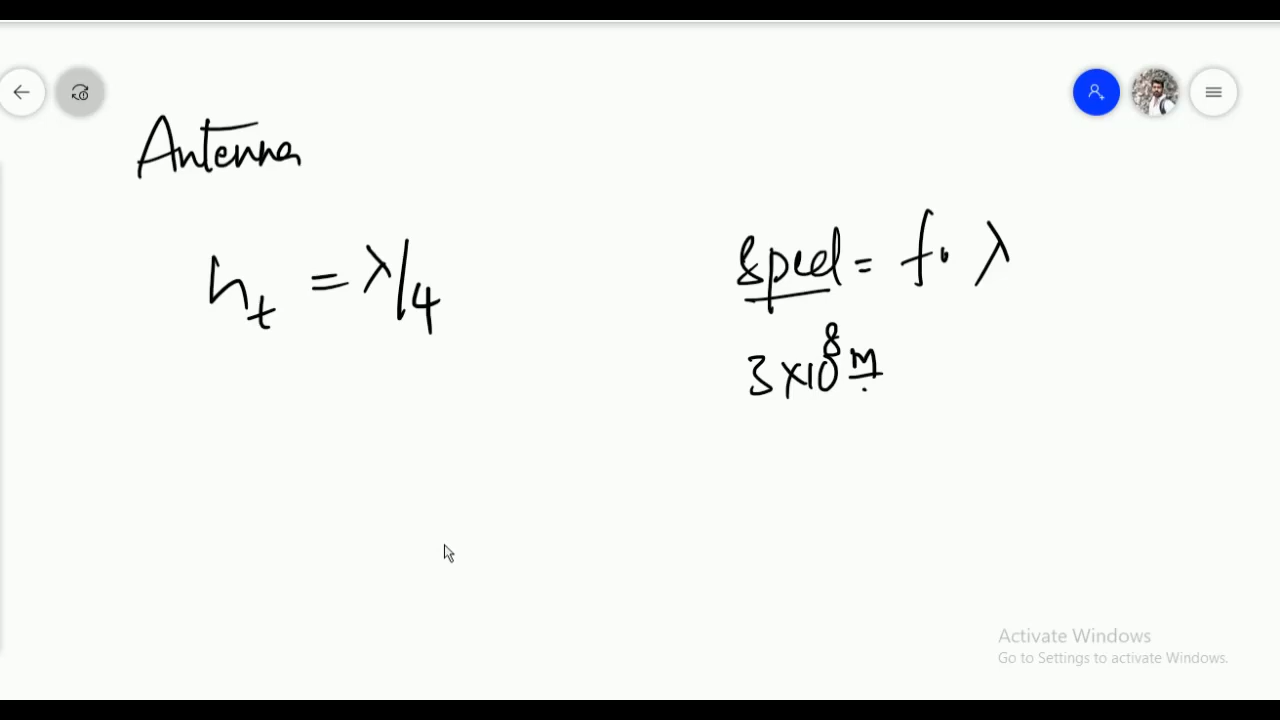 Antenna
ht = λ/4
speed = f. λ
3×10⁸ m
Activate Windows
Go to Settings to activate Windows.